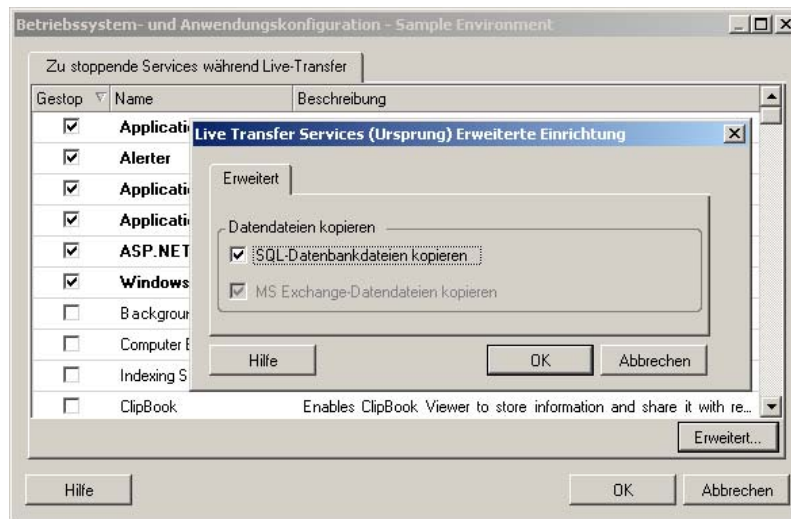 Betriebssystem- und Anwendungskonfiguration - Sample Environment
Zu stoppende Services während Live-Transfer
Gestop Name Beschreibung
Live Transfer Services (Ursprung) Erweiterte Einrichtung
Alerter
Erweitert
Datendateien kopieren
SQL-Datenbankdateien kopieren
ASP.NET
Windows
MS Exchange-Datendateien kopieren
Hilfe OK Abbrechen
Indexing S
ClipBook Enables ClipBook Viewer to store information and share it with re...
Erweitert...
Hilfe OK Abbrechen